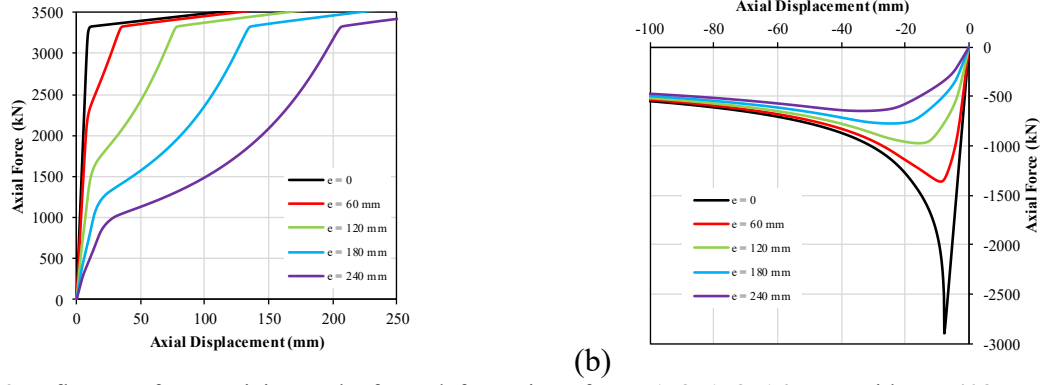 3500
3000
2500
2000
1500
1000
500
0
0 50 100 150 200 250
Axial Force (kN)
Axial Displacement (mm)
e = 0
e = 60 mm
e = 120 mm
e = 180 mm
e = 240 mm
Axial Displacement (mm)
-100 -80 -60 -40 -20 0
0
-500
-1000
-1500
-2000
-2500
-3000
Axial Force (kN)
e = 0
e = 60 mm
e = 120 mm
e = 180 mm
e = 240 mm
(b)